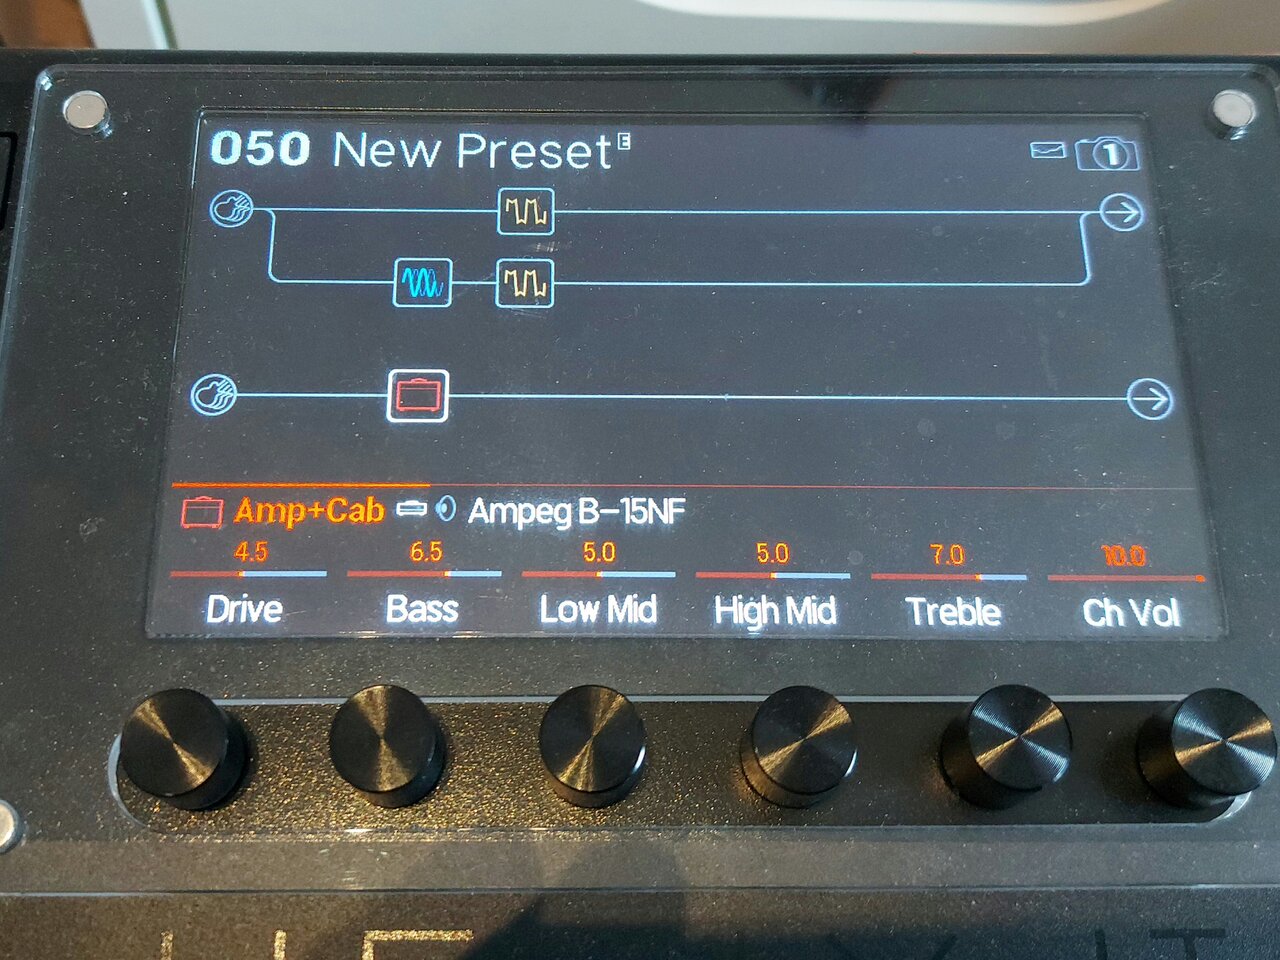 050 New Preset E
1
Amp+Cab Ampeg B-15NF
4.5 6.5 5.0 5.0 7.0 10.0
Drive Bass Low Mid High Mid Treble Ch Vol